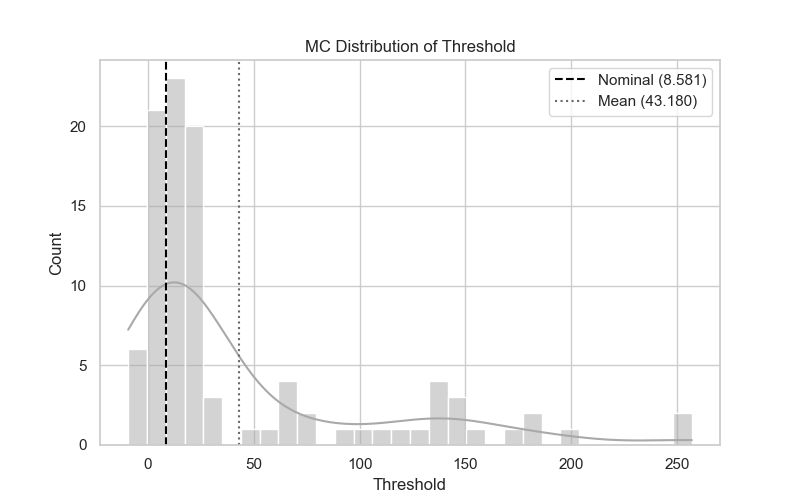 MC Distribution of Threshold
Nominal (8.581)
Mean (43.180)
Count
20
15
10
5
0
0 50 100 150 200 250
Threshold